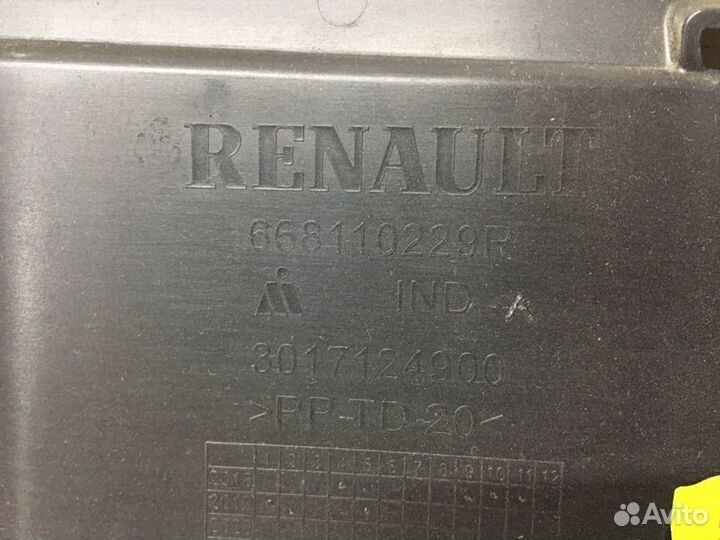 RENAULT
668110229R
IND
3017124900
>PP-TD-20<
1 2 3 4 5 6 7 8 9 10 11 12
Avito